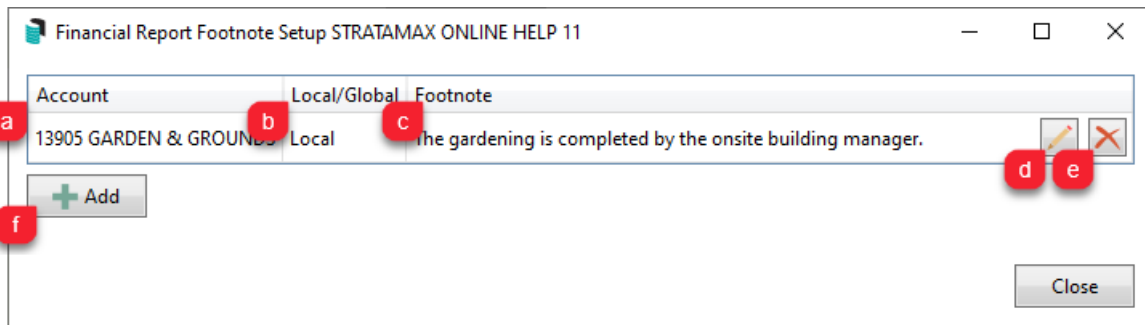 Financial Report Footnote Setup STRATAMAX ONLINE HELP 11
Account Local/Global Footnote
a b c
13905 GARDEN & GROUNDS Local The gardening is completed by the onsite building manager.
d e
Add
f
Close